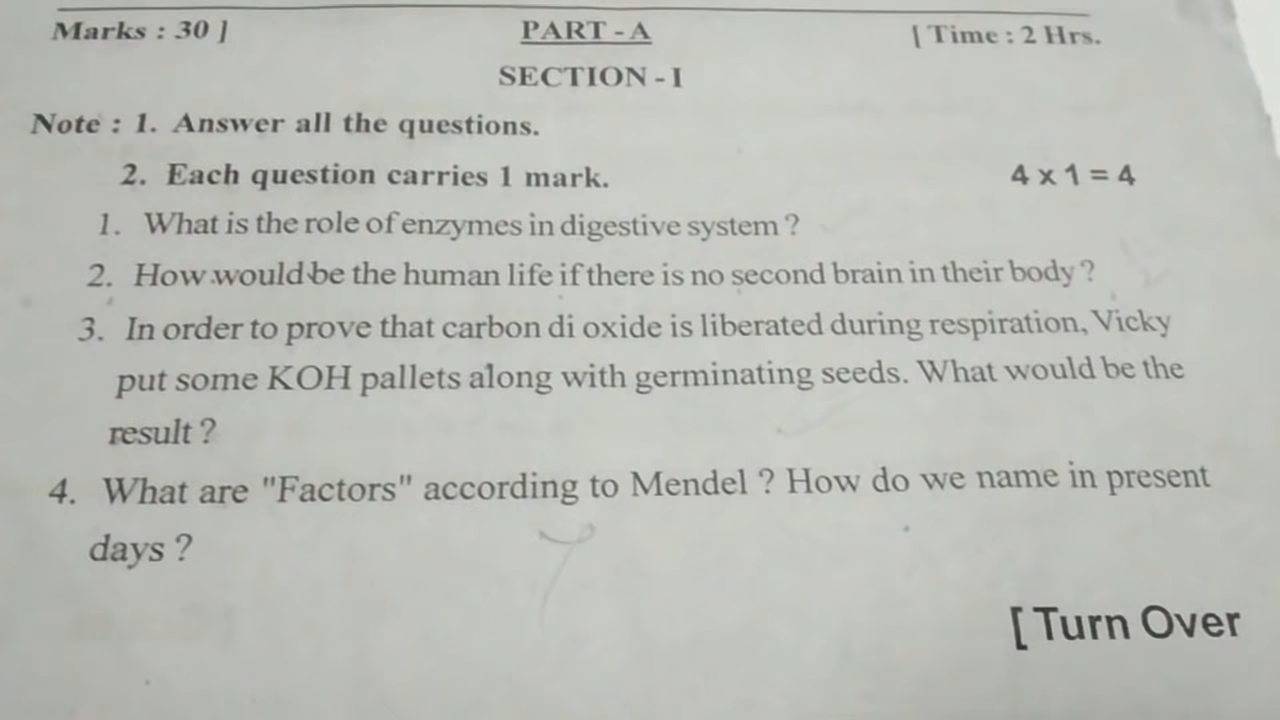 Marks : 30 ] PART - A [ Time : 2 Hrs.
SECTION - I
Note : 1. Answer all the questions.
2. Each question carries 1 mark. 4 x 1 = 4
1. What is the role of enzymes in digestive system ?
2. How would be the human life if there is no second brain in their body ?
3. In order to prove that carbon di oxide is liberated during respiration, Vicky
put some KOH pallets along with germinating seeds. What would be the
result ?
4. What are "Factors" according to Mendel ? How do we name in present
days ?
[ Turn Over